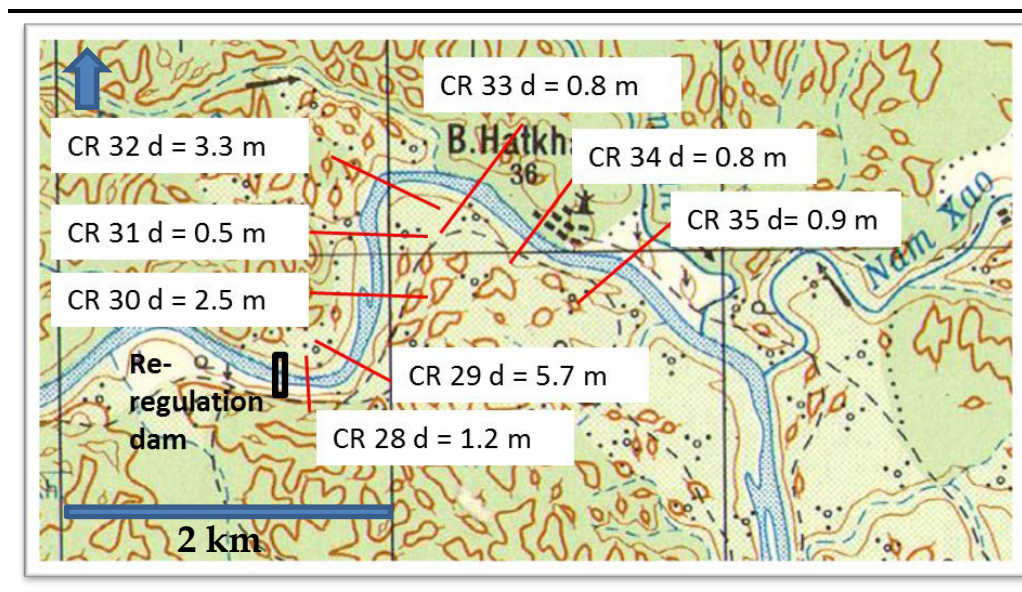 CR 33 d = 0.8 m
CR 32 d = 3.3 m
B.Hatkh
36
CR 34 d = 0.8 m
CR 31 d = 0.5 m
CR 35 d= 0.9 m
Nam Xao
CR 30 d = 2.5 m
Re-
regulation
dam
CR 29 d = 5.7 m
CR 28 d = 1.2 m
2 km